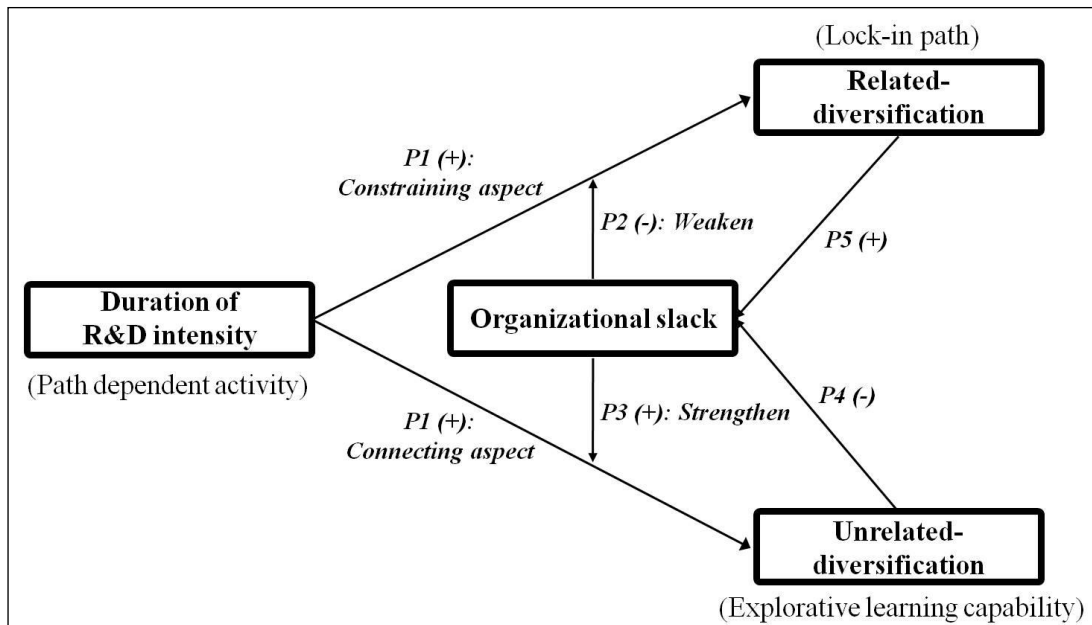 (Lock-in path)
Related-
diversification
P1 (+):
Constraining aspect
P2 (-): Weaken
P5 (+)
Duration of
R&D intensity
(Path dependent activity)
Organizational slack
P3 (+): Strengthen
P4 (-)
P1 (+):
Connecting aspect
Unrelated-
diversification
(Explorative learning capability)